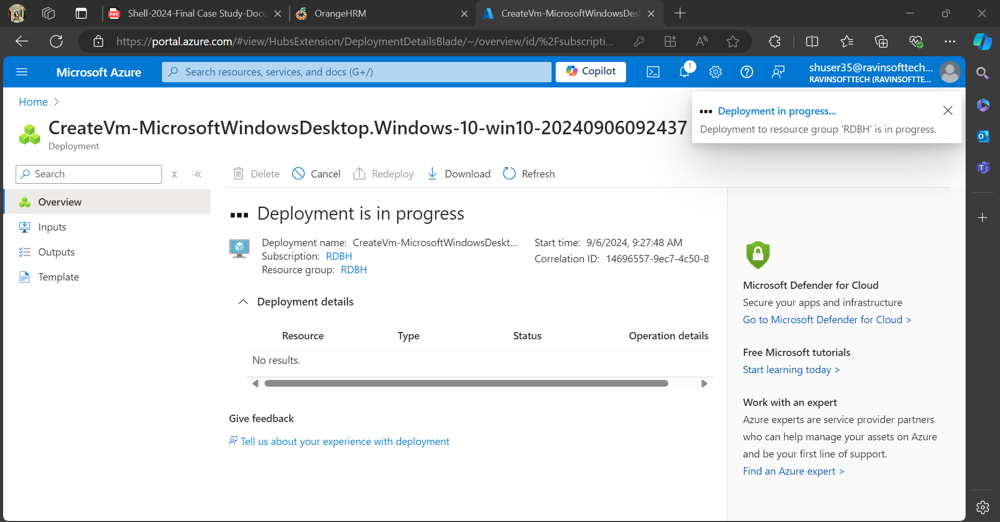 Shell-2024-Final Case Study-Docu
OrangeHRM
CreateVm-MicrosoftWindowsDesl
https://portal.azure.com/#view/HubsExtension/DeploymentDetailsBlade/~/overview/id/%2Fsubscripti...
Microsoft Azure
Search resources, services, and docs (G+/)
Copilot
1
shuser35@ravinsofttech...
RAVINSOFTTECH (RAVINSOFTTE...
Home
Deployment in progress...
Deployment to resource group 'RDBH' is in progress.
CreateVm-MicrosoftWindowsDesktop.Windows-10-win10-20240906092437
Deployment
Search
Delete
Cancel
Redeploy
Download
Refresh
Overview
Inputs
Outputs
Template
Deployment is in progress
Deployment name: CreateVm-MicrosoftWindowsDeskt...
Subscription: RDBH
Resource group: RDBH
Start time: 9/6/2024, 9:27:48 AM
Correlation ID: 14696557-9ec7-4c50-8
Deployment details
Resource Type Status Operation details
No results.
Give feedback
Tell us about your experience with deployment
Microsoft Defender for Cloud
Secure your apps and infrastructure
Go to Microsoft Defender for Cloud >
Free Microsoft tutorials
Start learning today >
Work with an expert
Azure experts are service provider partners
who can help manage your assets on Azure
and be your first line of support.
Find an Azure expert >